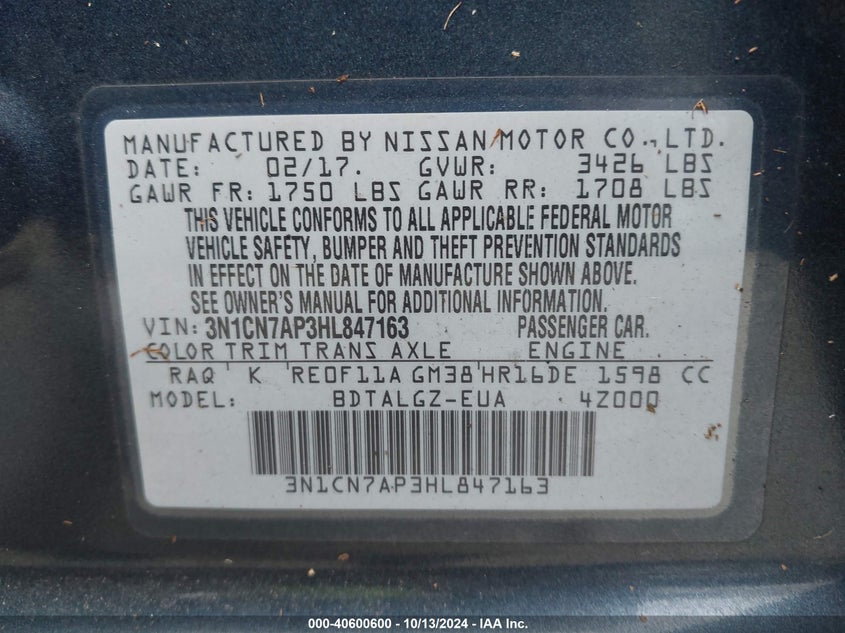 MANUFACTURED BY NISSAN MOTOR CO., LTD.
DATE: 02/17. GVWR: 3426 LBS
GAWR FR: 1750 LBS GAWR RR: 1708 LBS
THIS VEHICLE CONFORMS TO ALL APPLICABLE FEDERAL MOTOR
VEHICLE SAFETY, BUMPER AND THEFT PREVENTION STANDARDS
IN EFFECT ON THE DATE OF MANUFACTURE SHOWN ABOVE.
SEE OWNER'S MANUAL FOR ADDITIONAL INFORMATION.
VIN: 3N1CN7AP3HL847163 PASSENGER CAR.
COLOR TRIM TRANS AXLE ENGINE
RAQ K RE0F11A GM38 HR16DE 1598 CC
MODEL: BDTALGZ-EUA 4Z000
3N1CN7AP3HL847163
000-40600600 - 10/13/2024 - IAA Inc.